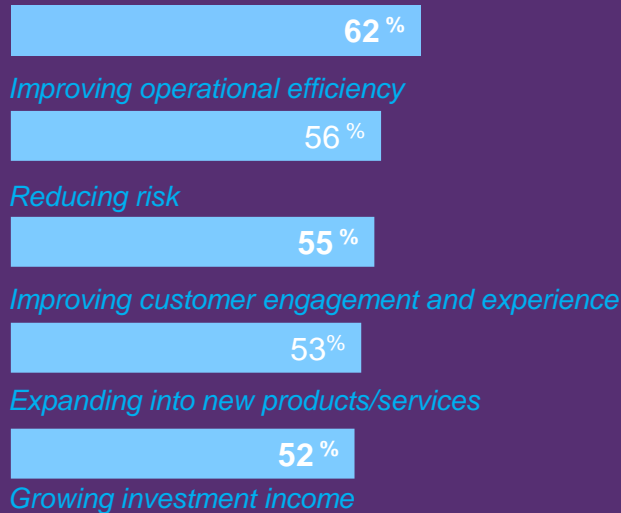 62 %
Improving operational efficiency
56 %
Reducing risk
55 %
Improving customer engagement and experience
53%
Expanding into new products/services
52 %
Growing investment income